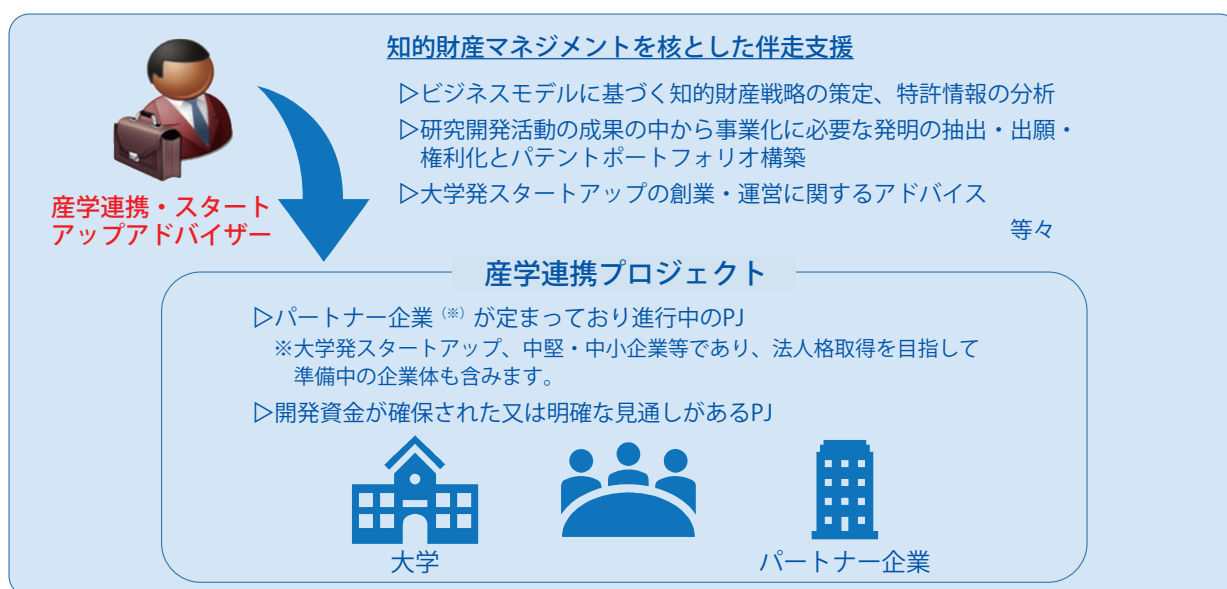 知的財産マネジメントを核とした伴走支援
▷ビジネスモデルに基づく知的財産戦略の策定、特許情報の分析
▷研究開発活動の成果の中から事業化に必要な発明の抽出・出願・
権利化とパテントポートフォリオ構築
▷大学発スタートアップの創業・運営に関するアドバイス
等々
産学連携・スタート
アップアドバイザー
産学連携プロジェクト
▷パートナー企業（※）が定まっており進行中のPJ
※大学発スタートアップ、中堅・中小企業等であり、法人格取得を目指して
準備中の企業体も含みます。
▷開発資金が確保された又は明確な見通しがあるPJ
大学
パートナー企業